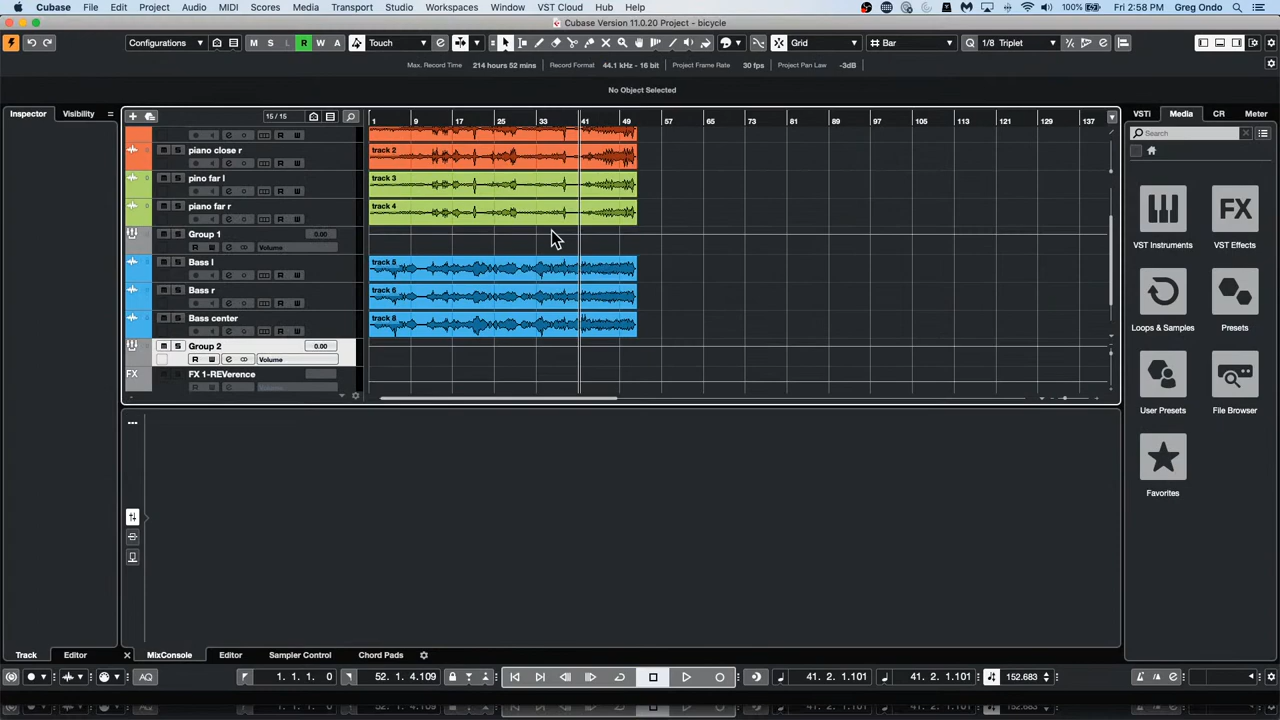 Cubase File Edit Project Audio MIDI Scores Media Transport Studio Workspaces Window VST Cloud Hub Help 100% Fri 2:58 PM Greg Ondo
Cubase Version 11.0.20 Project - bicycle
Configurations M S L R W A Touch Grid Bar Q 1/8 Triplet
Max. Record Time 214 hours 52 mins Record Format 44.1 kHz - 16 bit Project Frame Rate 30 fps Project Pan Law -3dB
No Object Selected
Inspector Visibility 15 / 15 1 9 17 25 33 41 49 57 65 73 81 89 97 105 113 121 129 137 VSTi Media CR Meter
Search
R W
piano close r track 2
R W
pino far l track 3
R W
piano far r track 4
R W
Group 1 0.00
R W Volume
VST Instruments VST Effects
Bass l track 5
R W
Bass r track 6
R W
Bass center track 8
R W
Loops & Samples Presets
Group 2 0.00
R W Volume
FX FX 1-REVerence
User Presets File Browser
Favorites
Track Editor MixConsole Editor Sampler Control Chord Pads
AQ 1. 1. 1. 0 52. 1. 4.109 41. 2. 1.101 41. 2. 1.101 152.683